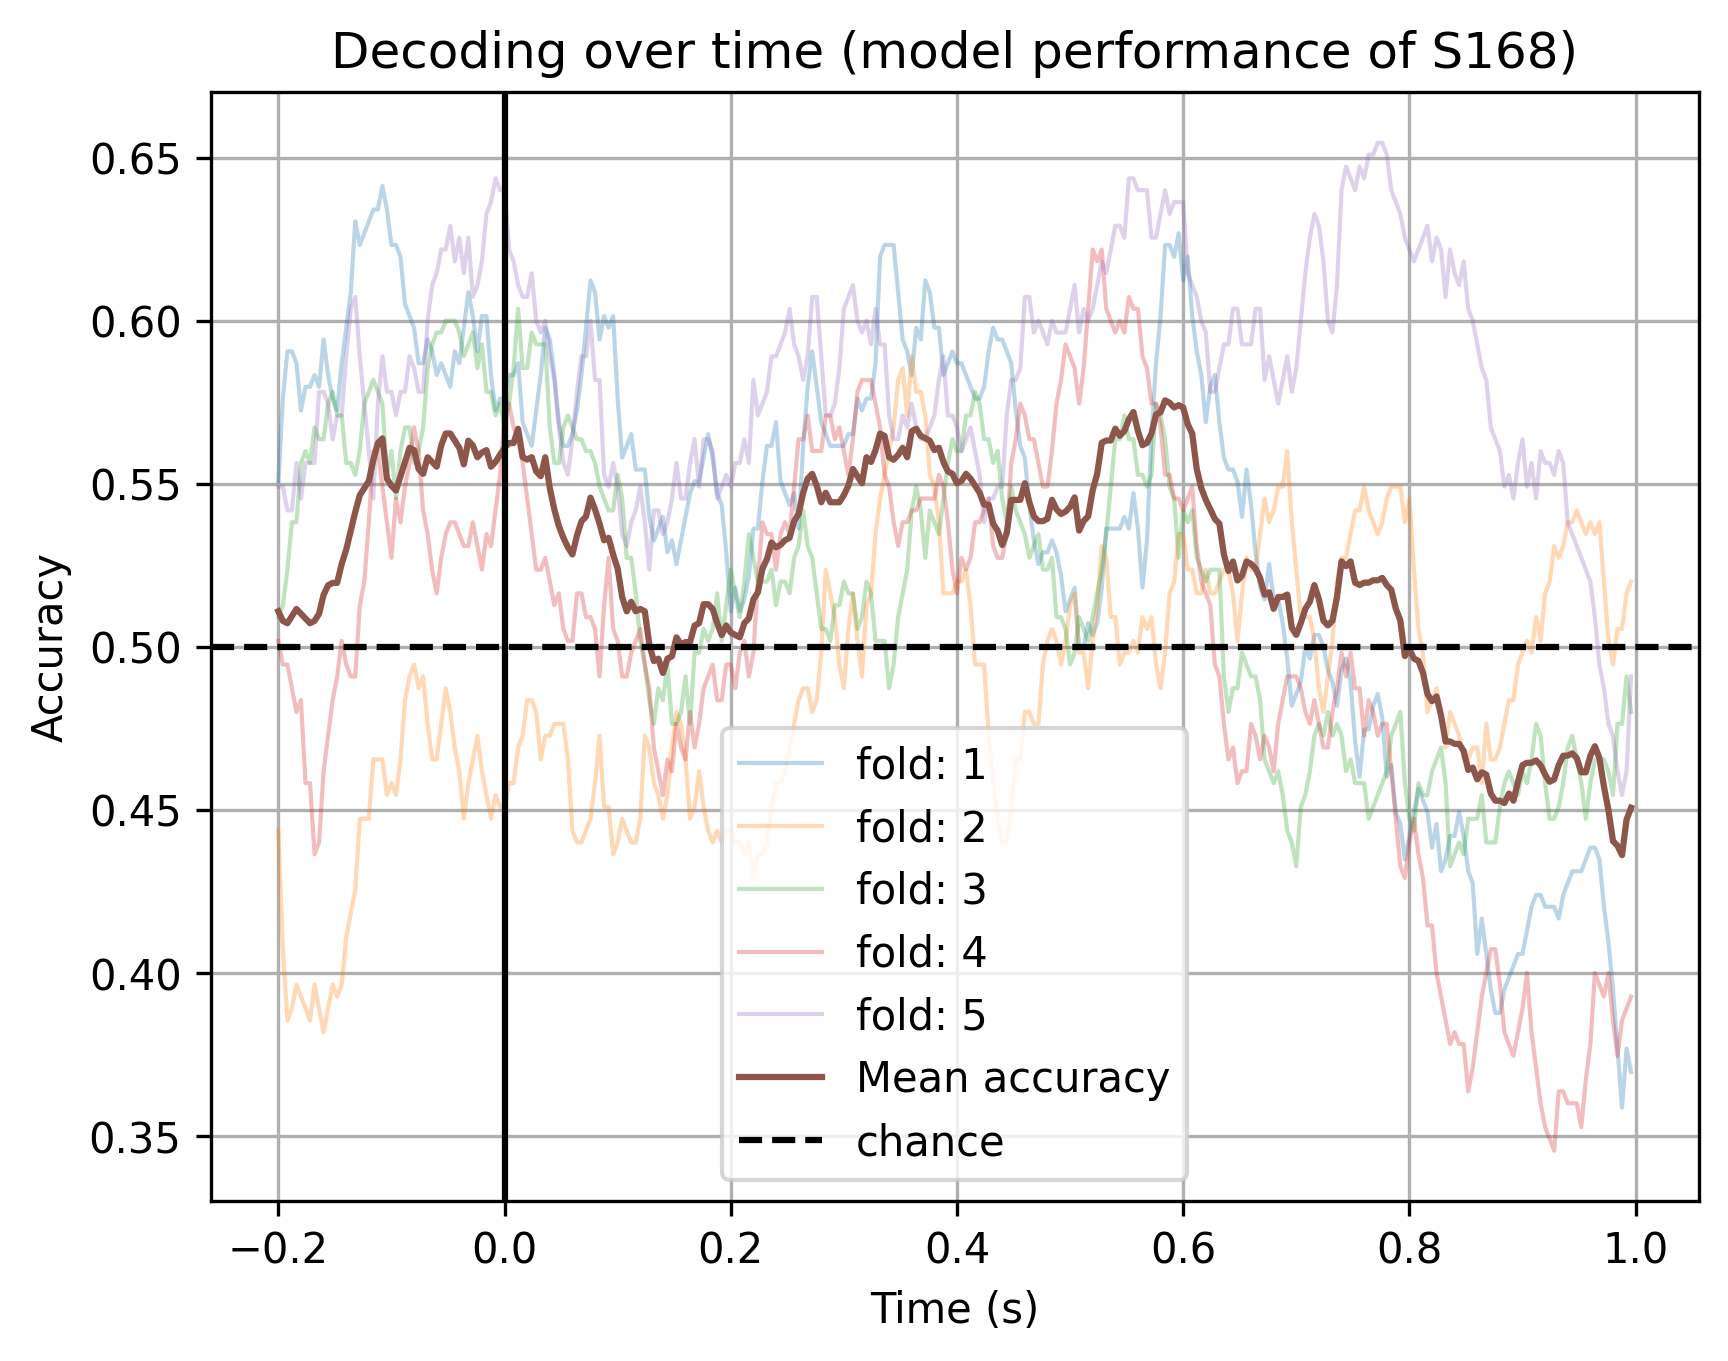 Decoding over time (model performance of S168)
Accuracy
0.65
0.60
0.55
0.50
0.45
0.40
0.35
fold: 1
fold: 2
fold: 3
fold: 4
fold: 5
Mean accuracy
chance
−0.2 0.0 0.2 0.4 0.6 0.8 1.0
Time (s)